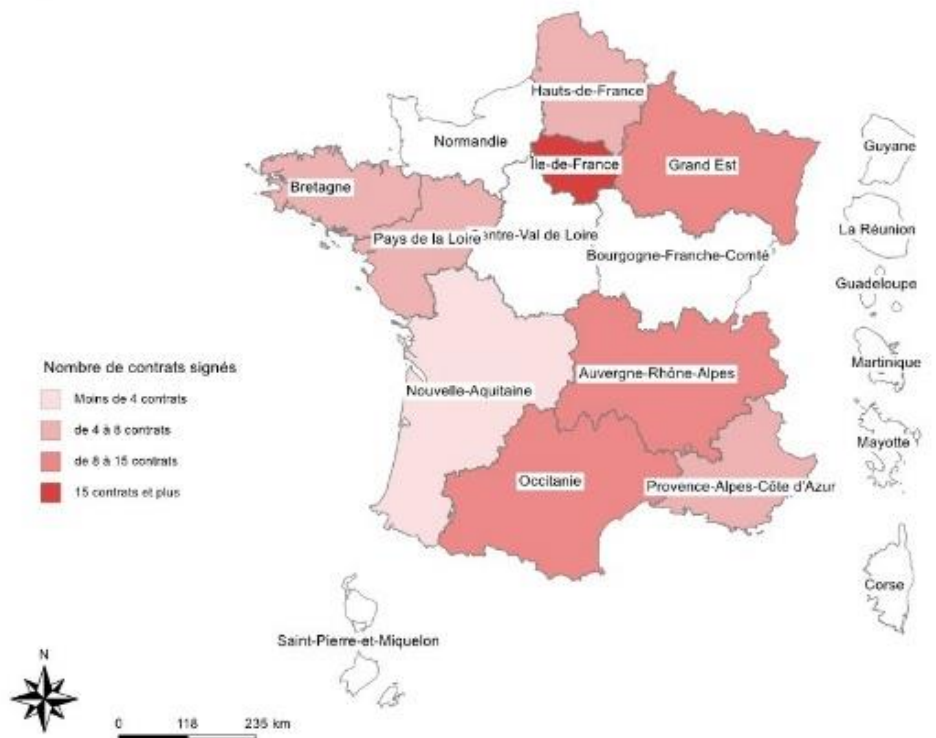 Hauts-de-France
Normandie
Île-de-France
Grand Est
Guyane
Bretagne
Pays de la Loire
entre-Val de Loire
La Réunion
Bourgogne-Franche-Comté
Guadeloupe
Nombre de contrats signés
Moins de 4 contrats
de 4 à 8 contrats
de 8 à 15 contrats
15 contrats et plus
Auvergne-Rhône-Alpes
Martinique
Nouvelle-Aquitaine
Mayotte
Occitanie
Provence-Alpes-Côte d'Azur
Corse
Saint-Pierre-et-Miquelon
N
0 118 235 km